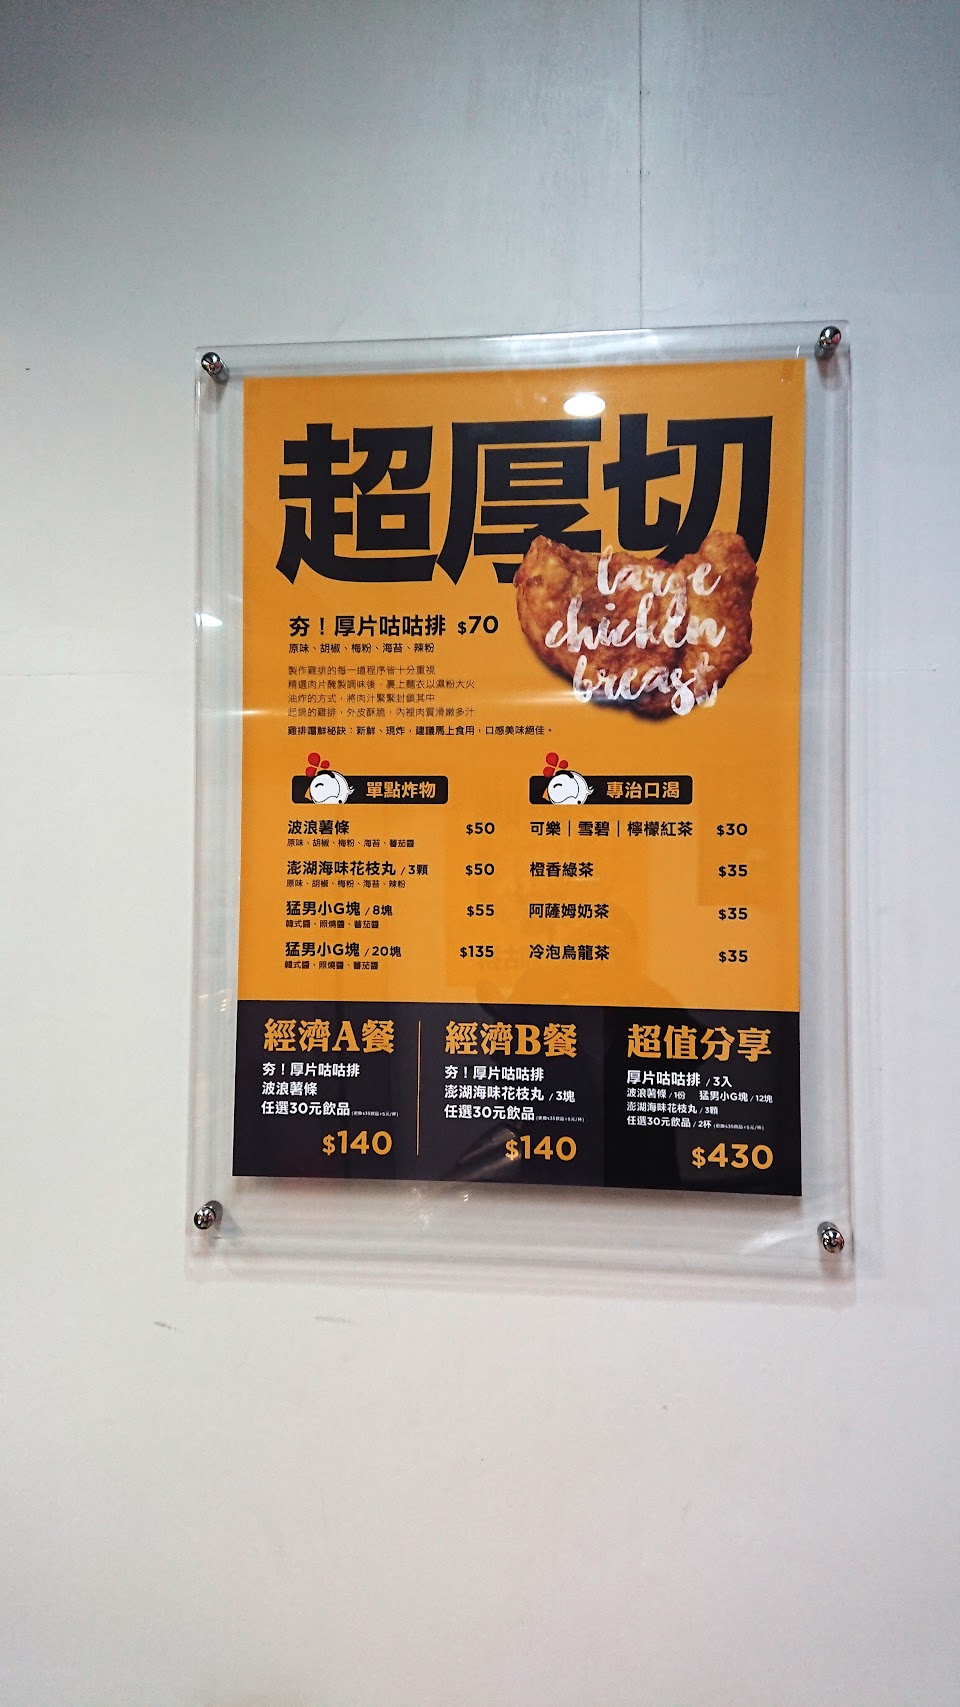 超厚切
large
chicken
breast
夯！厚片咕咕排 $70
原味、胡椒、梅粉、海苔、辣粉
製作雞排的每一道程序皆十分重視
精選肉片醃製調味後，裹上麵衣以濕粉大火
油炸的方式，將肉汁緊緊封鎖其中
起鍋的雞排，外皮酥脆，內裡肉質滑嫩多汁
雞排嚐鮮秘訣：新鮮、現炸，建議馬上食用，口感美味絕佳。
單點炸物
波浪薯條 $50
原味、胡椒、梅粉、海苔、蕃茄醬
澎湖海味花枝丸 / 3顆 $50
原味、胡椒、梅粉、海苔、辣粉
猛男小G塊 / 8塊 $55
韓式醬、照燒醬、蕃茄醬
猛男小G塊 / 20塊 $135
韓式醬、照燒醬、蕃茄醬
專治口渴
可樂｜雪碧｜檸檬紅茶 $30
橙香綠茶 $35
阿薩姆奶茶 $35
冷泡烏龍茶 $35
經濟A餐
夯！厚片咕咕排
波浪薯條
任選30元飲品
$140
經濟B餐
夯！厚片咕咕排
澎湖海味花枝丸 / 3塊
任選30元飲品
$140
超值分享
厚片咕咕排 / 3入
波浪薯條 / 1份 猛男小G塊 / 12塊
澎湖海味花枝丸 / 3顆
任選30元飲品 / 2杯
$430